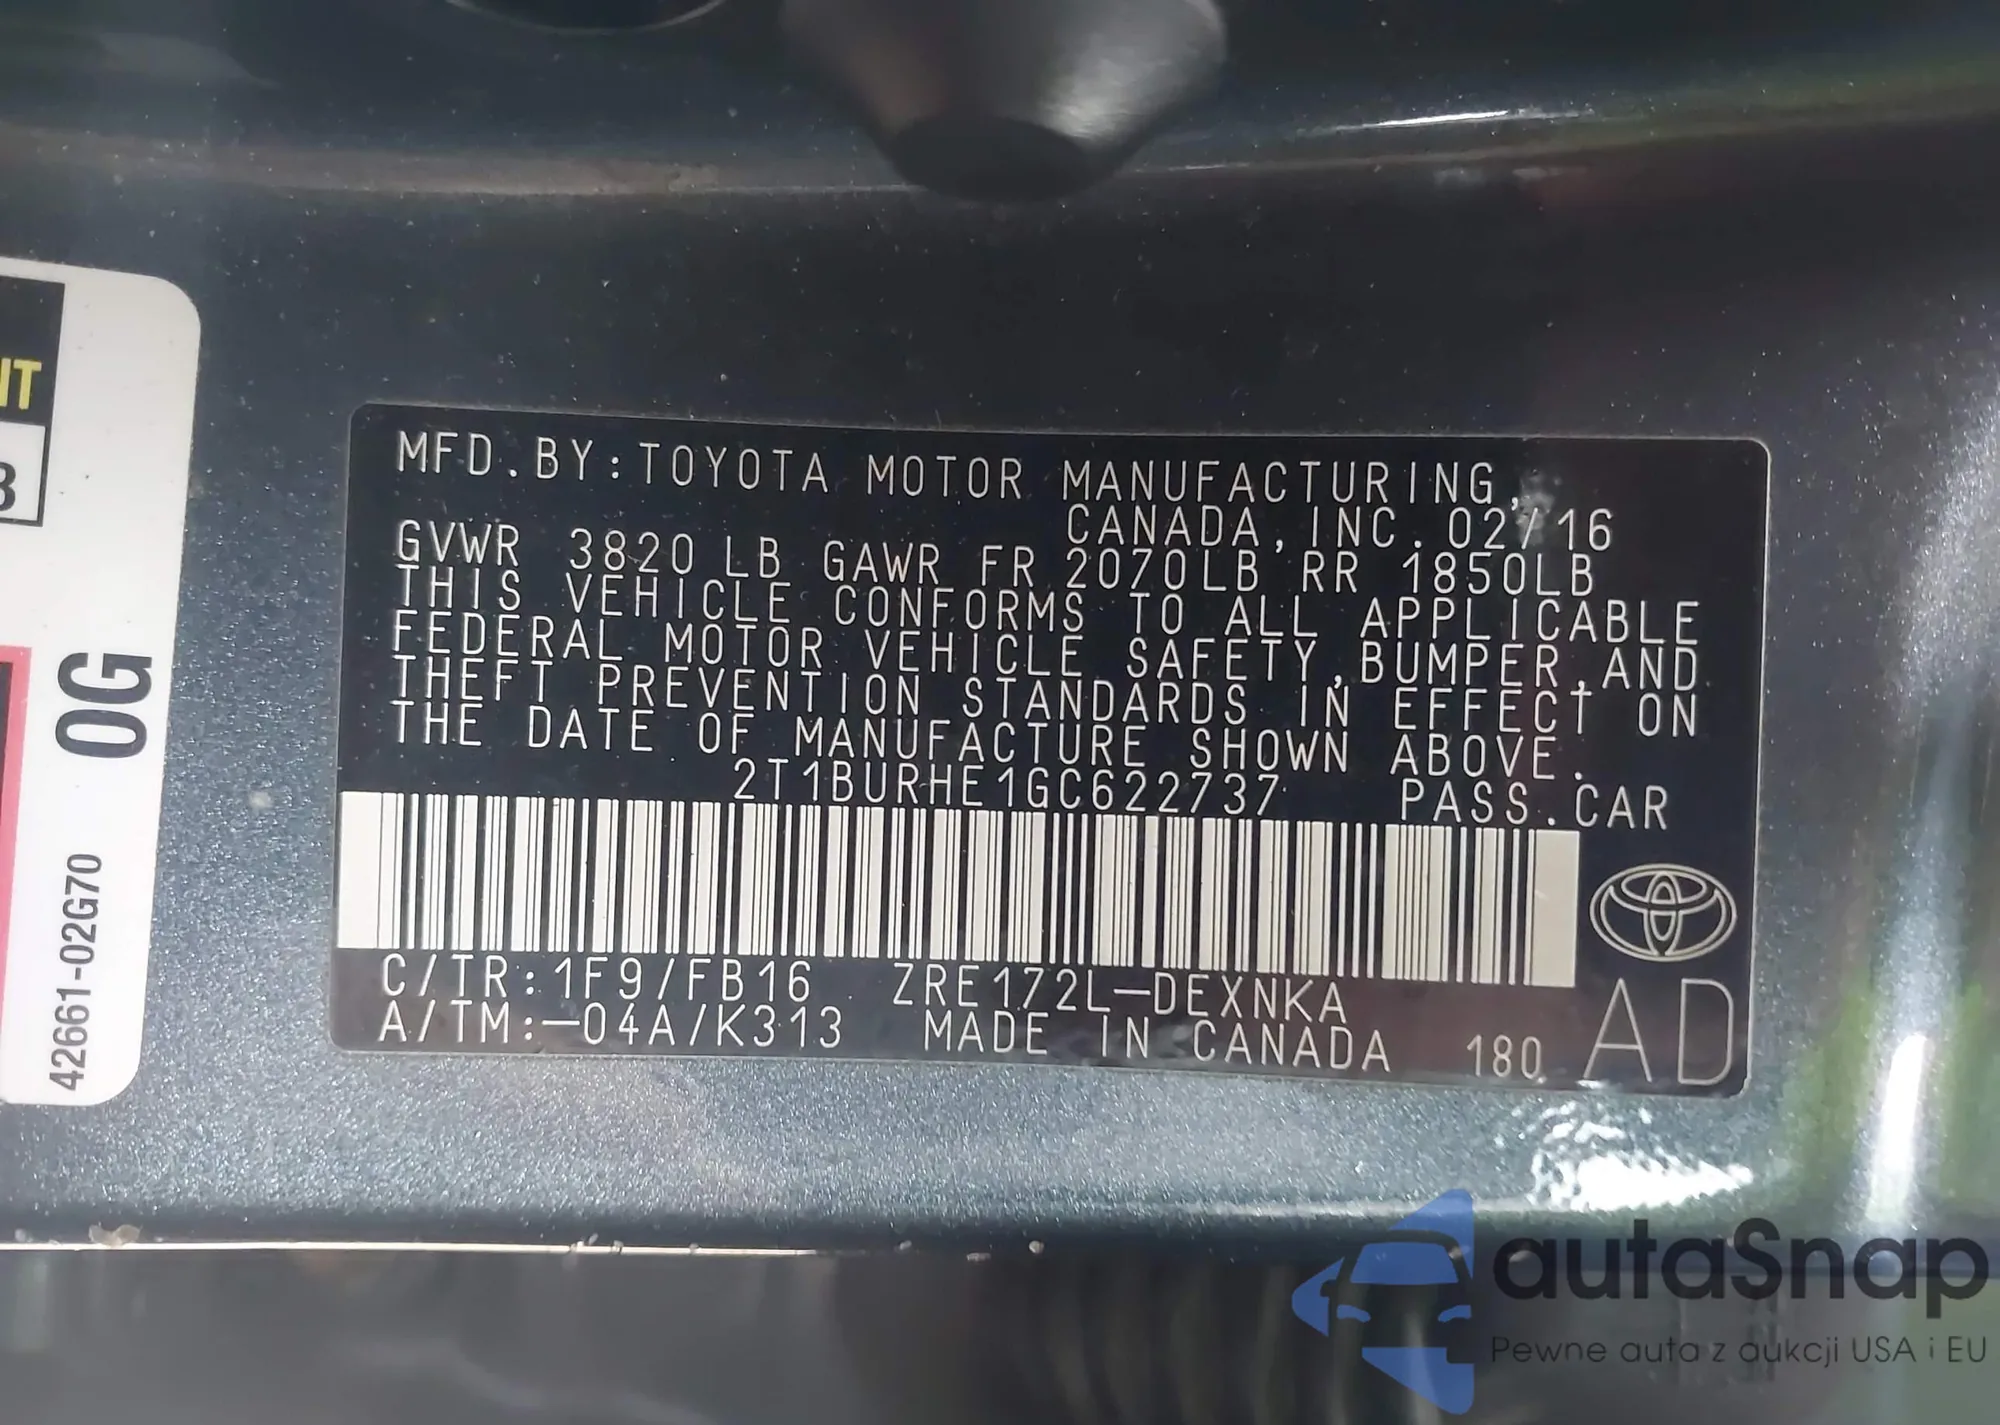 MFD.BY:TOYOTA MOTOR MANUFACTURING,
CANADA, INC. 02/16
GVWR 3820 LB GAWR FR 2070LB RR 1850LB
THIS VEHICLE CONFORMS TO ALL APPLICABLE
FEDERAL MOTOR VEHICLE SAFETY,BUMPER,AND
THEFT PREVENTION STANDARDS IN EFFECT ON
THE DATE OF MANUFACTURE SHOWN ABOVE.
2T1BURHE1GC622737 PASS.CAR
C/TR:1F9/FB16 ZRE172L-DEXNKA
A/TM:-04A/K313 MADE IN CANADA 180 AD
0G
42661-02G70
autaSnap
Pewne auta z aukcji USA i EU